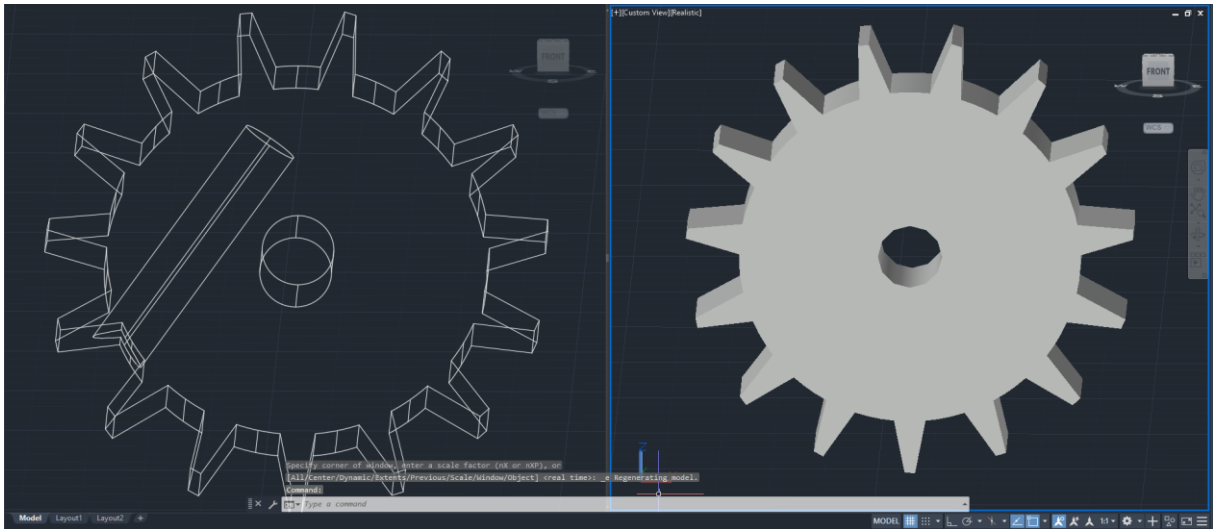 [+][Custom View][Realistic]
FRONT
FRONT
WCS
Specify corner of window, enter a scale factor (nX or nXP), or
[All/Center/Dynamic/Extents/Previous/Scale/Window/Object] <real time>: _e Regenerating model.
Command:
Type a command
Model Layout1 Layout2 +
MODEL 1:1